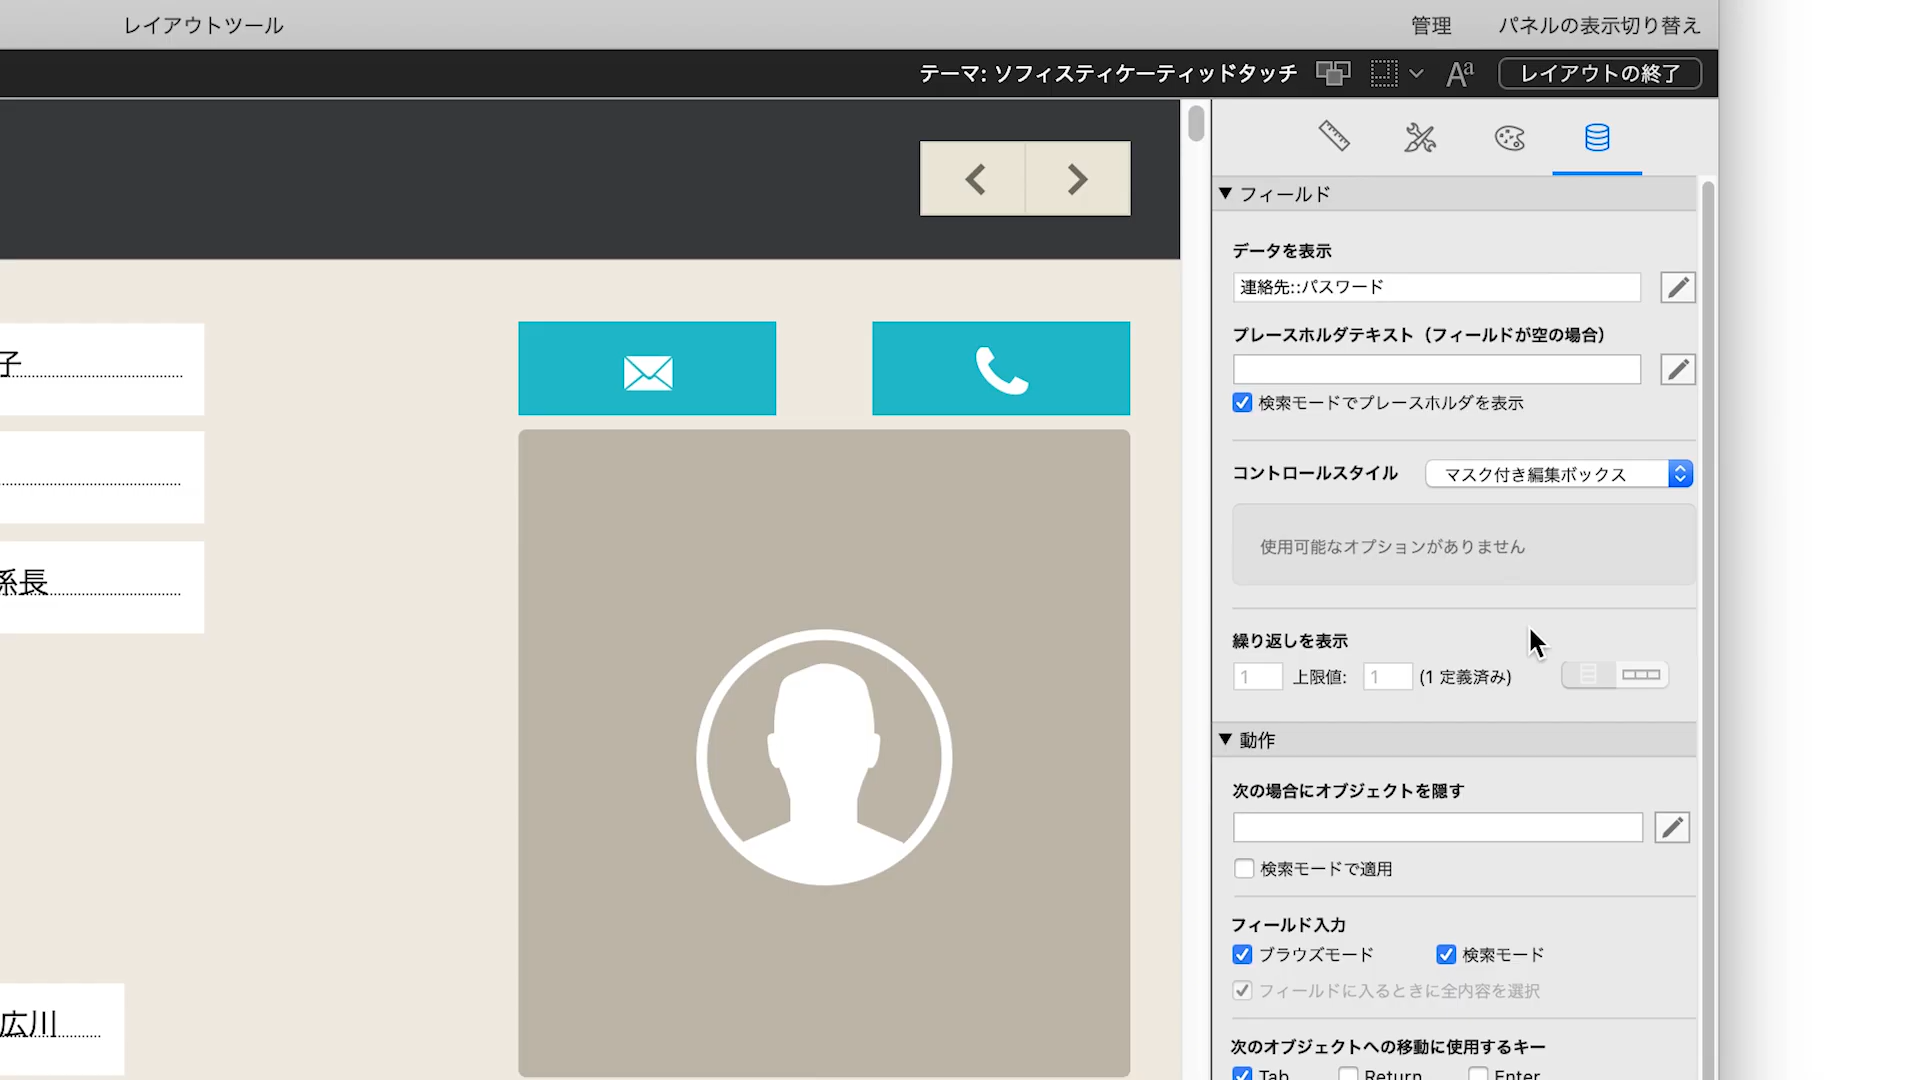 レイアウトツール
管理
パネルの表示切り替え
テーマ: ソフィスティケーティッドタッチ
Aa
レイアウトの終了
フィールド
データを表示
連絡先::パスワード
プレースホルダテキスト（フィールドが空の場合）
検索モードでプレースホルダを表示
コントロールスタイル
マスク付き編集ボックス
使用可能なオプションがありません
繰り返しを表示
1 上限値: 1 (1 定義済み)
動作
次の場合にオブジェクトを隠す
検索モードで適用
フィールド入力
ブラウズモード
検索モード
フィールドに入るときに全内容を選択
次のオブジェクトへの移動に使用するキー
Tab Return Enter
子
係長
広川